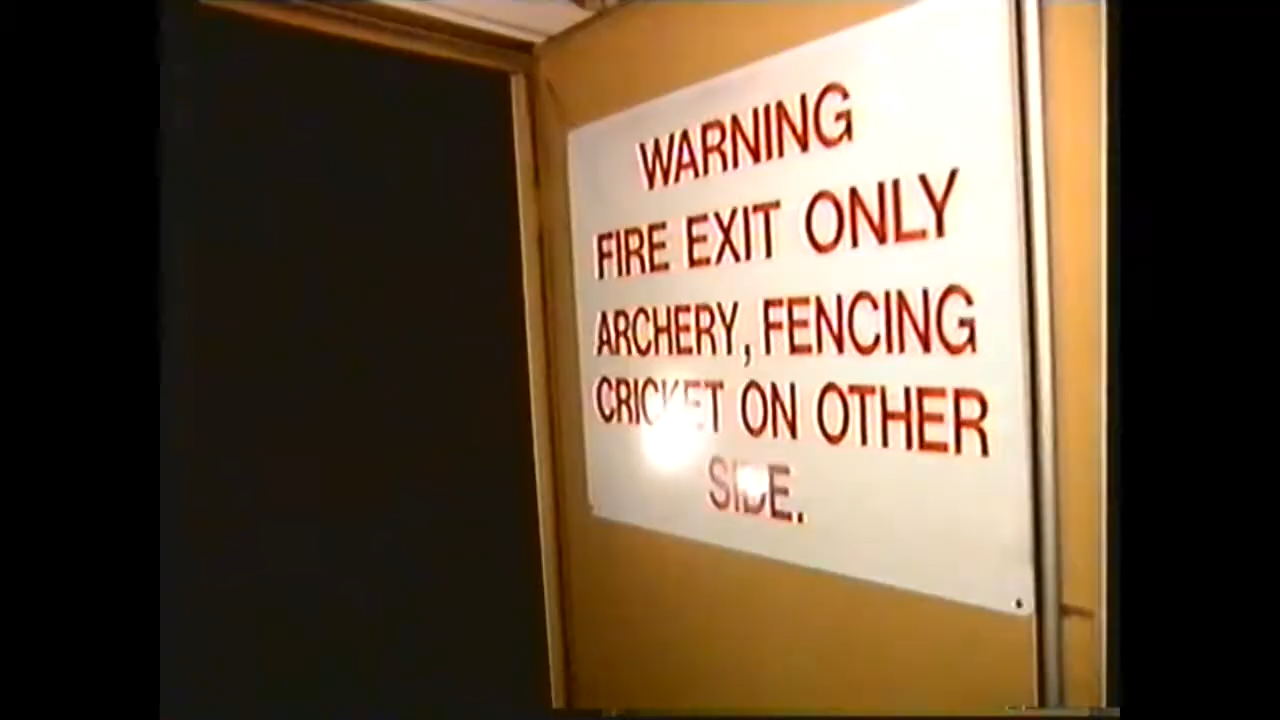 WARNING
FIRE EXIT ONLY
ARCHERY, FENCING
CRICKET ON OTHER
SIDE.